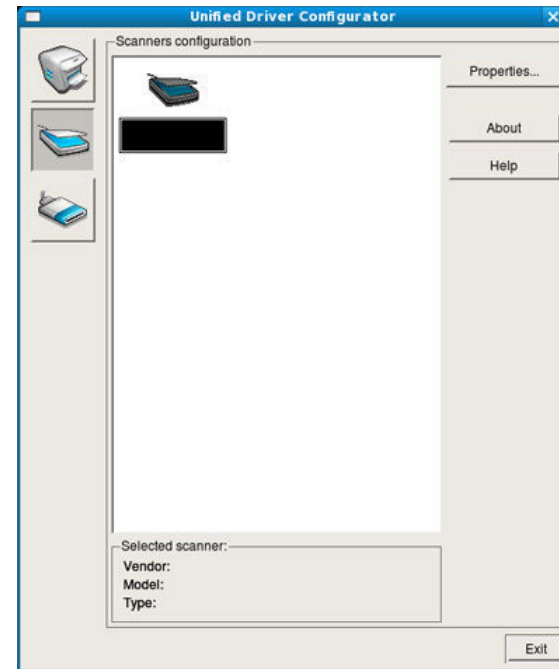 Unified Driver Configurator
Scanners configuration
Properties...
About
Help
Selected scanner:
Vendor:
Model:
Type:
Exit